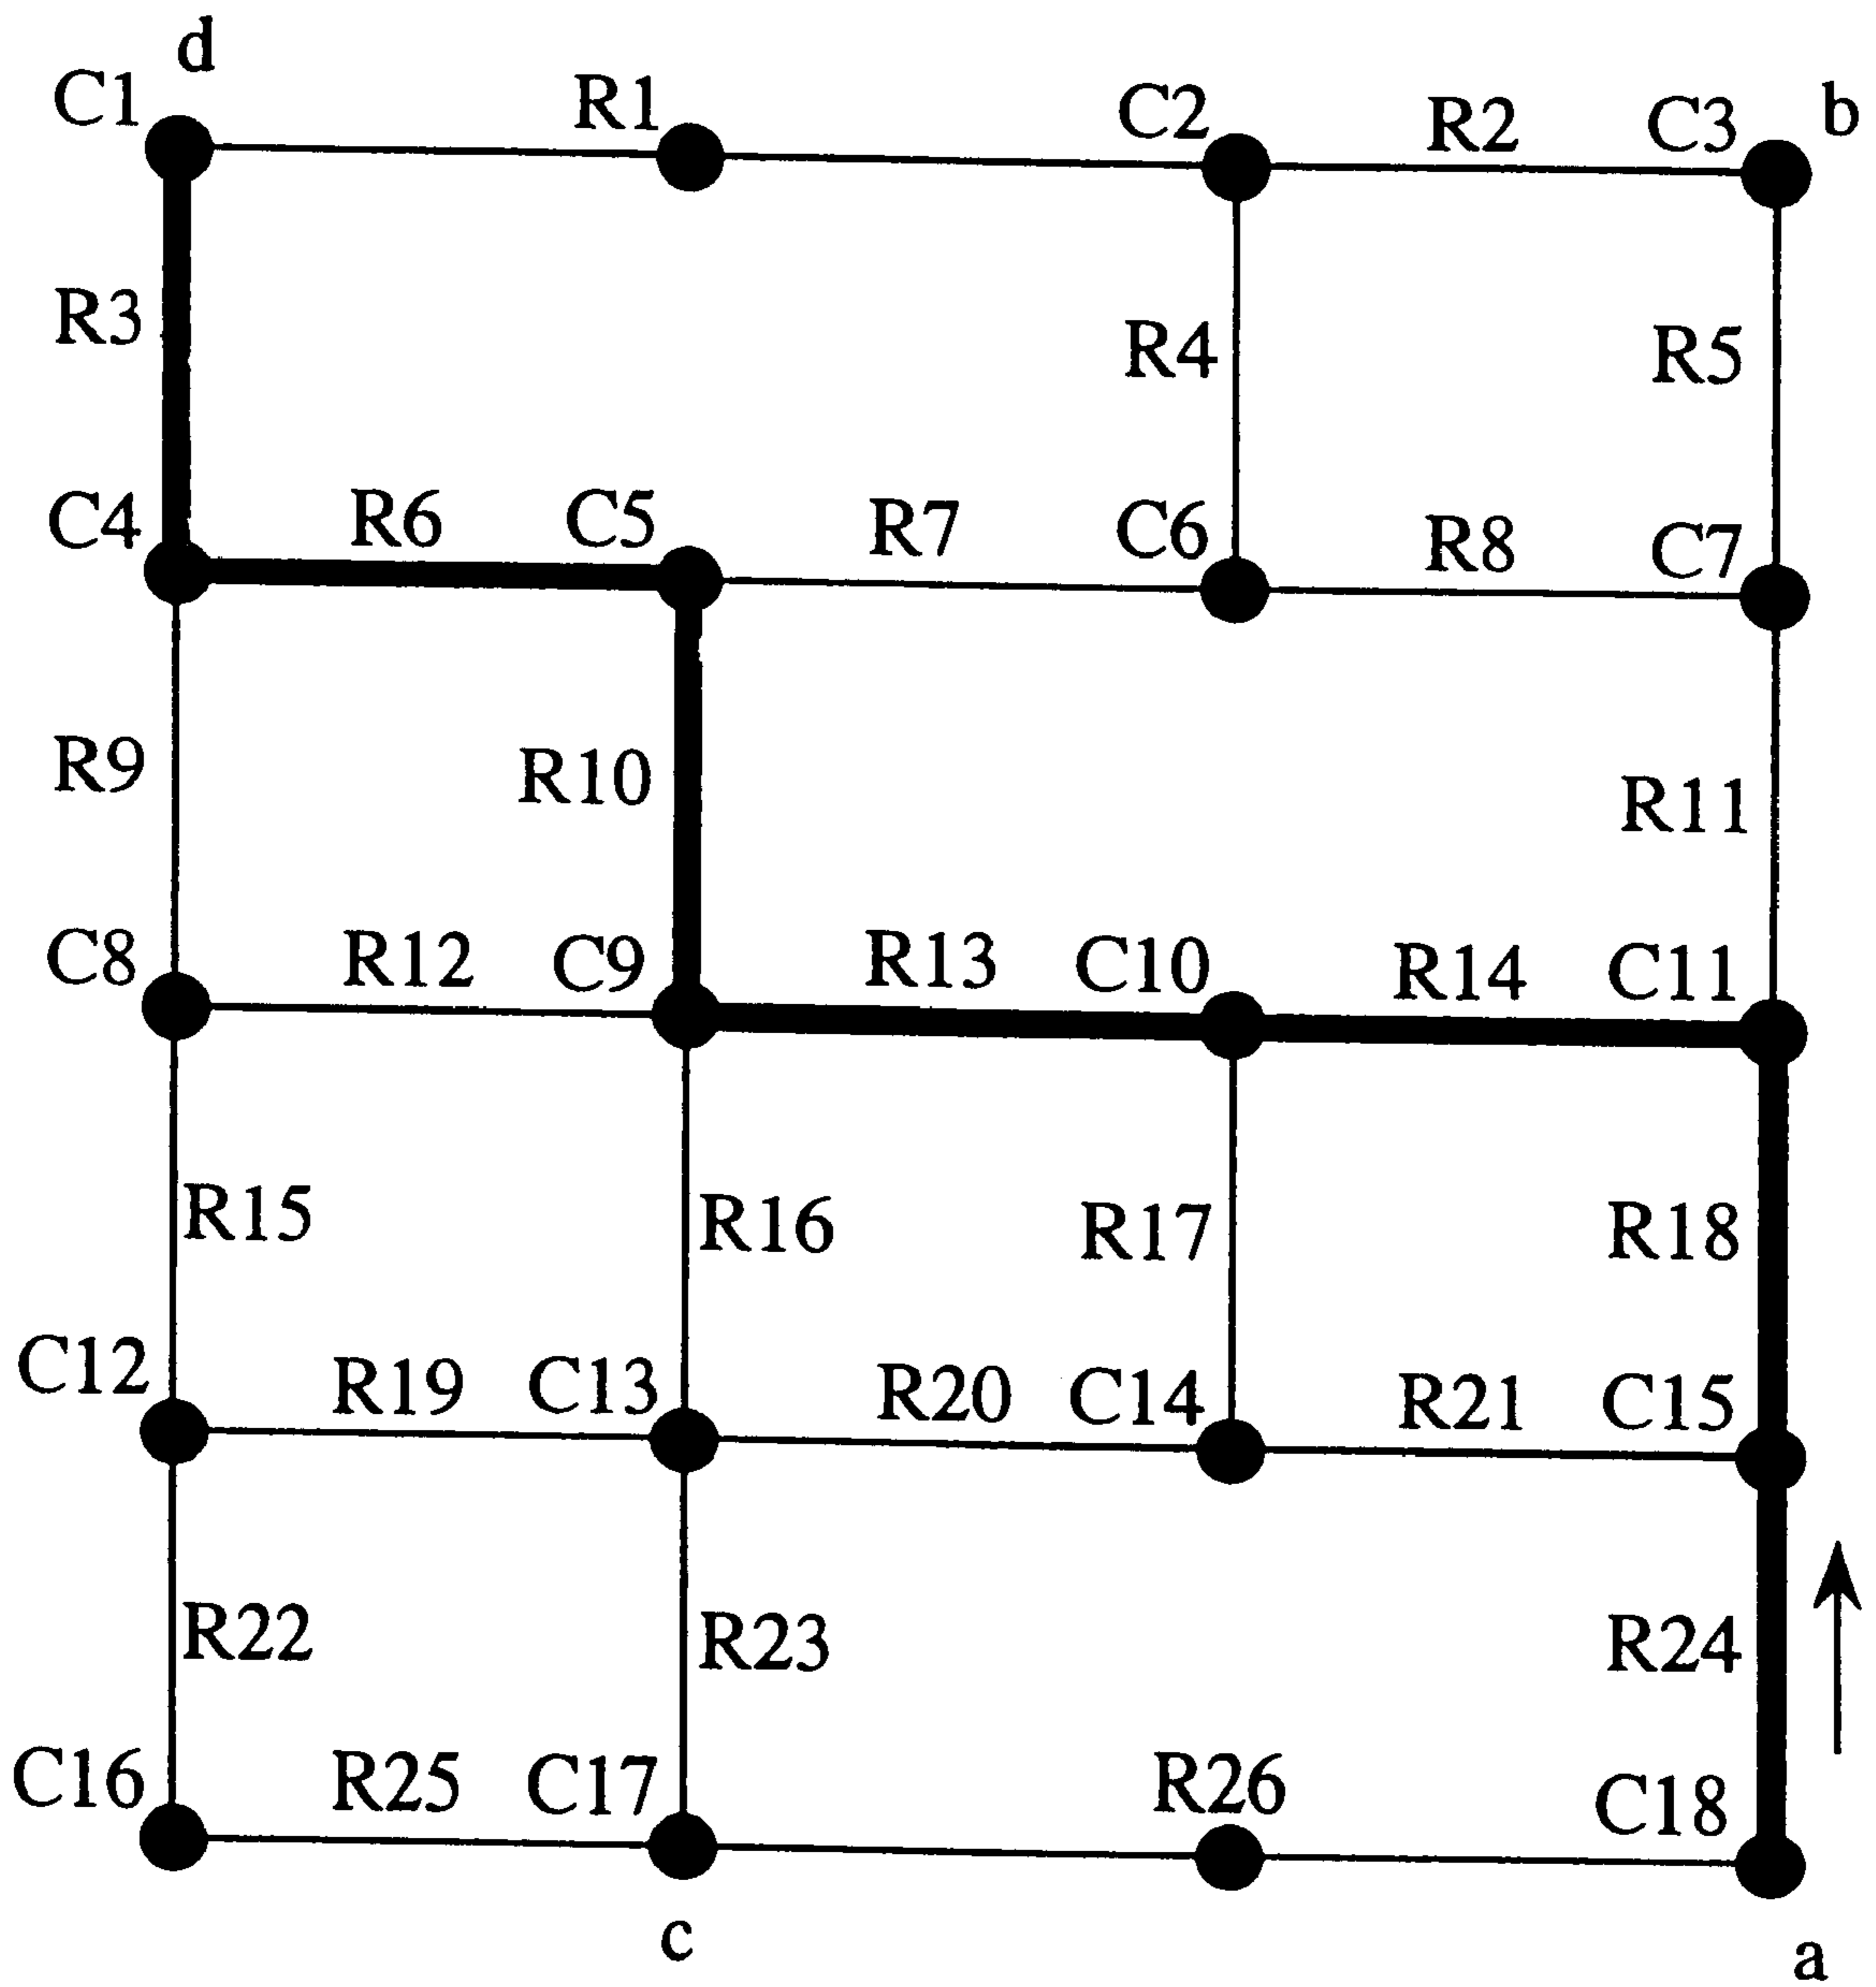 d
C1 R1 C2 R2 C3 b
R3 R4 R5
C4 R6 C5 R7 C6 R8 C7
R9 R10 R11
C8 R12 C9 R13 C10 R14 C11
R15 R16 R17 R18
C12 R19 C13 R20 C14 R21 C15
R22 R23 R24
C16 R25 C17 R26 C18
c a